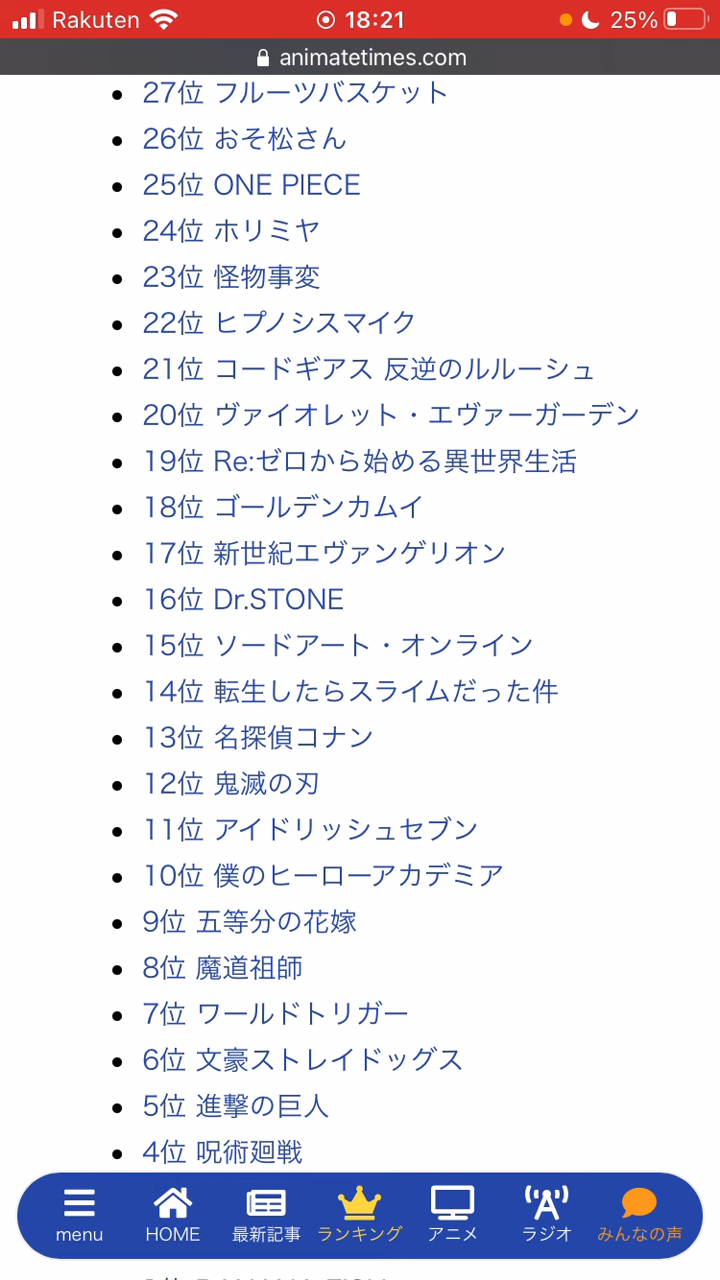 Rakuten 18:21 25%
animatetimes.com
27位 フルーツバスケット
26位 おそ松さん
25位 ONE PIECE
24位 ホリミヤ
23位 怪物事変
22位 ヒプノシスマイク
21位 コードギアス 反逆のルルーシュ
20位 ヴァイオレット・エヴァーガーデン
19位 Re:ゼロから始める異世界生活
18位 ゴールデンカムイ
17位 新世紀エヴァンゲリオン
16位 Dr.STONE
15位 ソードアート・オンライン
14位 転生したらスライムだった件
13位 名探偵コナン
12位 鬼滅の刃
11位 アイドリッシュセブン
10位 僕のヒーローアカデミア
9位 五等分の花嫁
8位 魔道祖師
7位 ワールドトリガー
6位 文豪ストレイドッグス
5位 進撃の巨人
4位 呪術廻戦
menu HOME 最新記事 ランキング アニメ ラジオ みんなの声